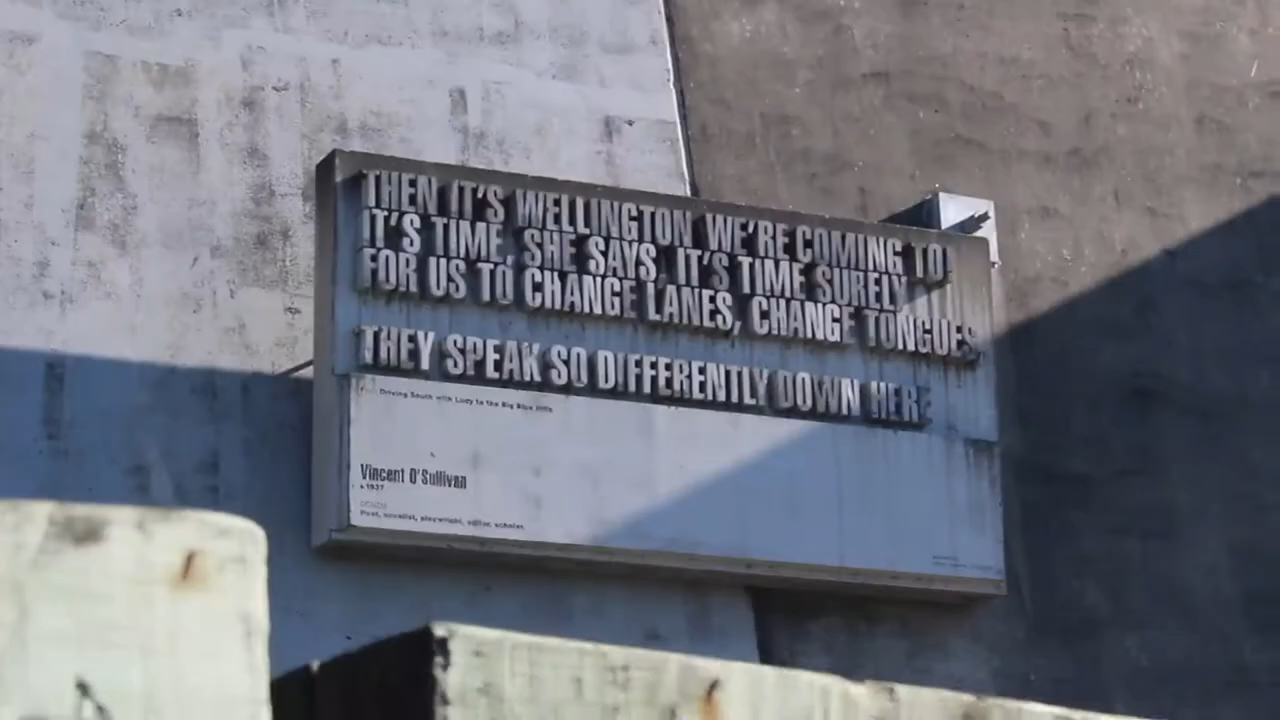 THEN IT'S WELLINGTON WE'RE COMING TO!
IT'S TIME, SHE SAYS, IT'S TIME SURELY
FOR US TO CHANGE LANES, CHANGE TONGUES
THEY SPEAK SO DIFFERENTLY DOWN HERE
Driving South with Lucy to the Big Blue Hills
Vincent O'Sullivan
1937
Poet, novelist, playwright, editor, scholar